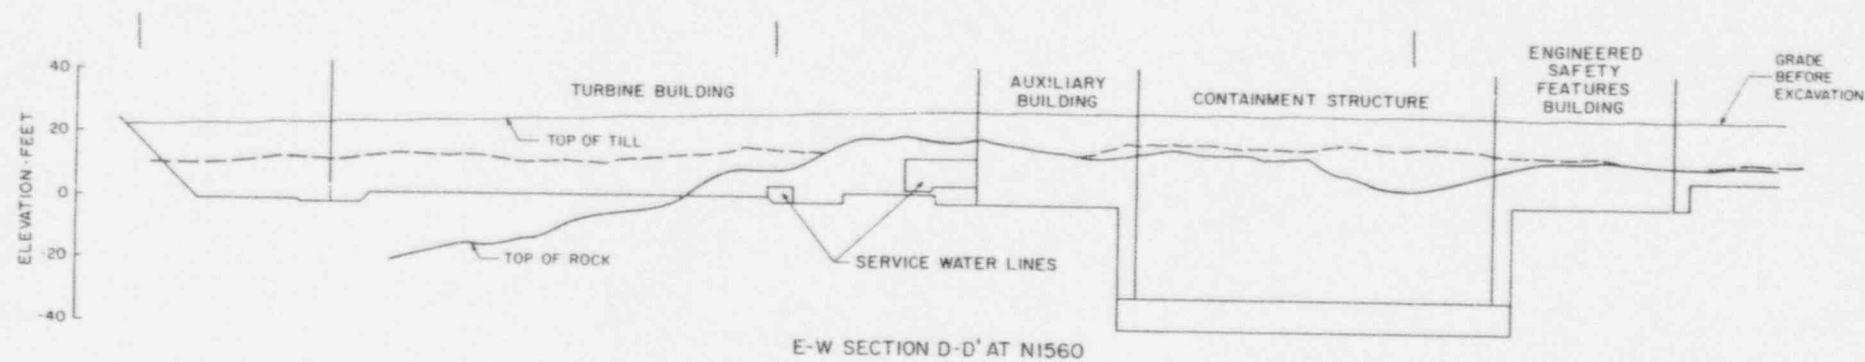 40
20
0
-20
-40
ELEVATION-FEET
TURBINE BUILDING
AUXILIARY
BUILDING
CONTAINMENT STRUCTURE
ENGINEERED
SAFETY
FEATURES
BUILDING
GRADE
BEFORE
EXCAVATION
TOP OF TILL
TOP OF ROCK
SERVICE WATER LINES
E-W SECTION D-D' AT N1560